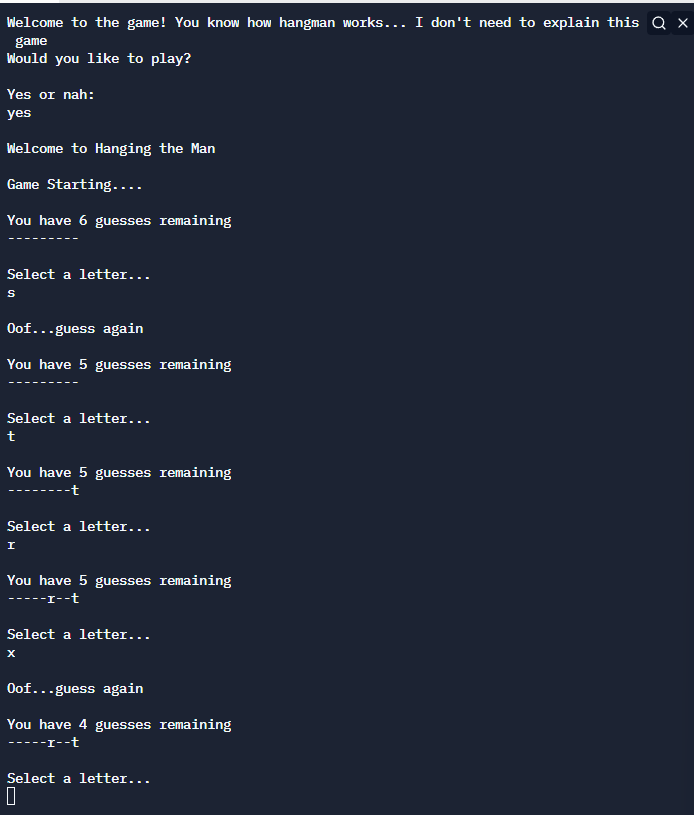 Welcome to the game! You know how hangman works... I don't need to explain this
game
Would you like to play?
Yes or nah:
yes
Welcome to Hanging the Man
Game Starting....
You have 6 guesses remaining
---------
Select a letter...
s
Oof...guess again
You have 5 guesses remaining
---------
Select a letter...
t
You have 5 guesses remaining
--------t
Select a letter...
r
You have 5 guesses remaining
-----r--t
Select a letter...
x
Oof...guess again
You have 4 guesses remaining
-----r--t
Select a letter...